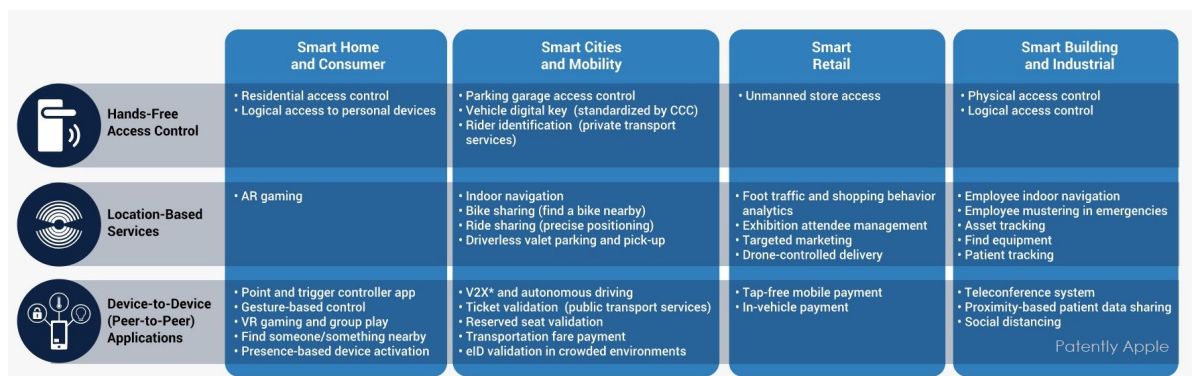 Smart Home
and Consumer
Smart Cities
and Mobility
Smart
Retail
Smart Building
and Industrial
Hands-Free
Access Control
• Residential access control
• Logical access to personal devices
• Parking garage access control
• Vehicle digital key (standardized by CCC)
• Rider identification (private transport
services)
• Unmanned store access
• Physical access control
• Logical access control
Location-Based
Services
• AR gaming
• Indoor navigation
• Bike sharing (find a bike nearby)
• Ride sharing (precise positioning)
• Driverless valet parking and pick-up
• Foot traffic and shopping behavior
analytics
• Exhibition attendee management
• Targeted marketing
• Drone-controlled delivery
• Employee indoor navigation
• Employee mustering in emergencies
• Asset tracking
• Find equipment
• Patient tracking
Device-to-Device
(Peer-to-Peer)
Applications
• Point and trigger controller app
• Gesture-based control
• VR gaming and group play
• Find someone/something nearby
• Presence-based device activation
• V2X* and autonomous driving
• Ticket validation (public transport services)
• Reserved seat validation
• Transportation fare payment
• eID validation in crowded environments
• Tap-free mobile payment
• In-vehicle payment
• Teleconference system
• Proximity-based patient data sharing
• Social distancing
Patently Apple